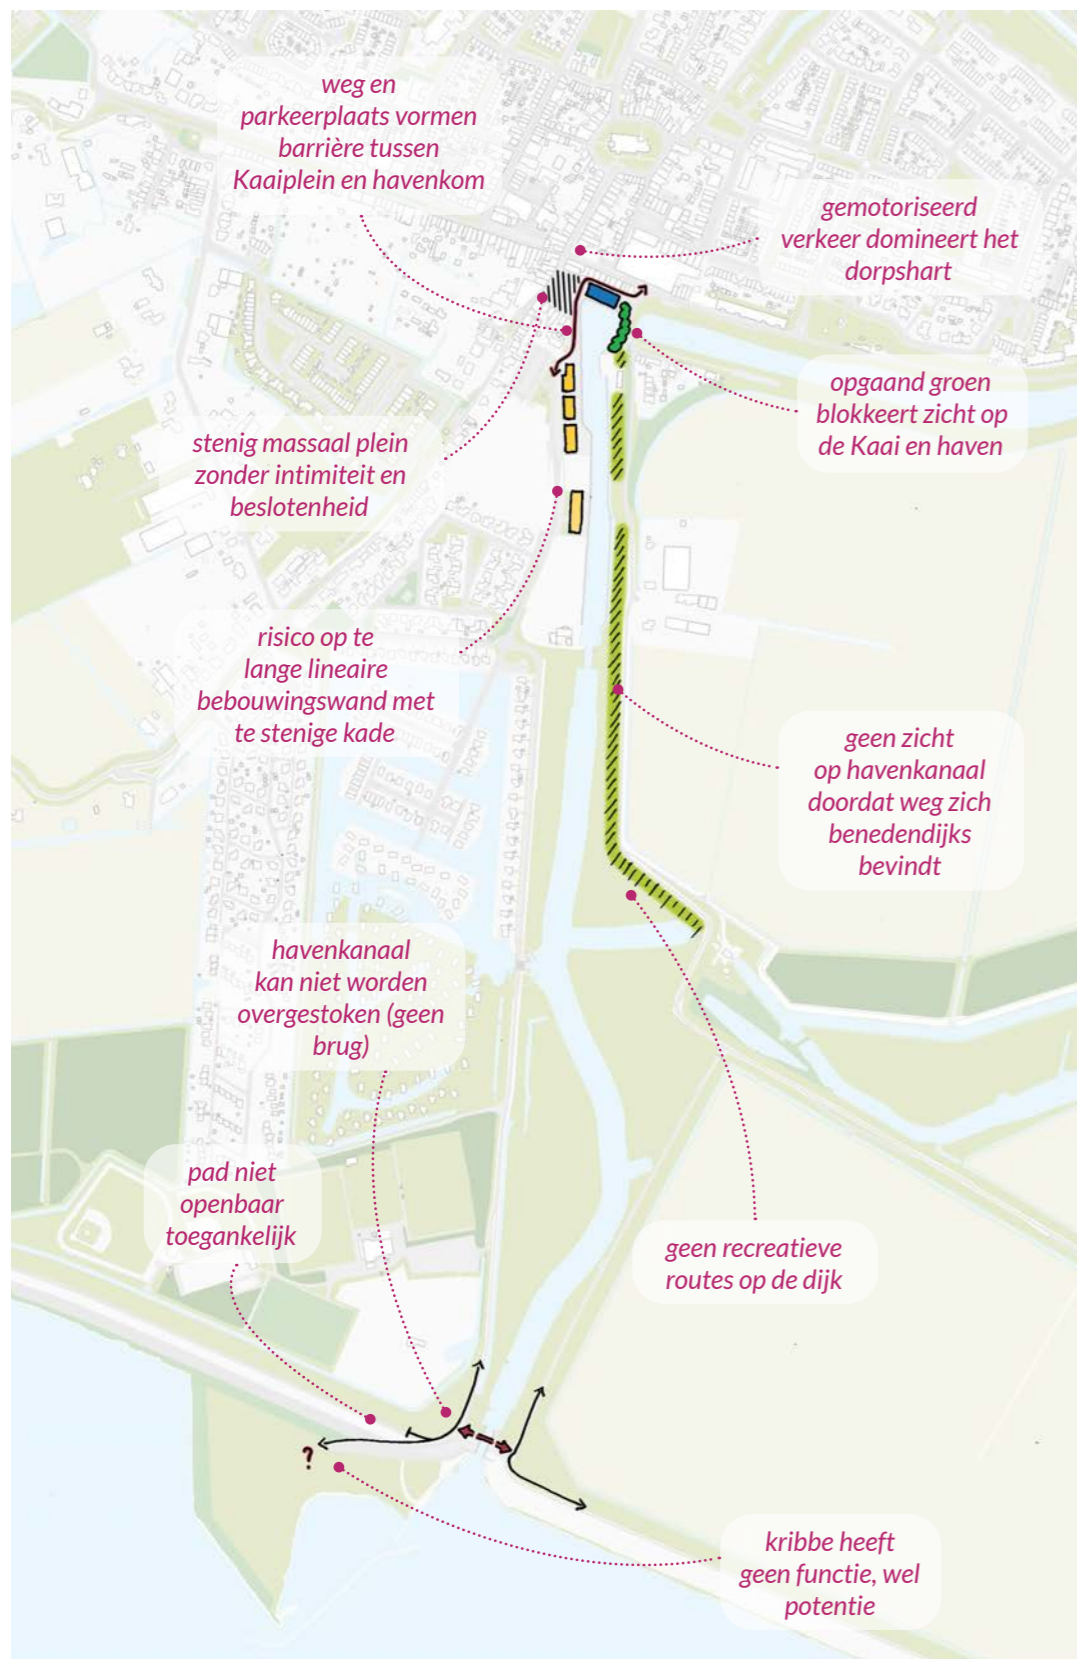 weg en
parkeerplaats vormen
barrière tussen
Kaaiplein en havenkom
gemotoriseerd
verkeer domineert het
dorpshart
opgaand groen
blokkeert zicht op
de Kaai en haven
stenig massaal plein
zonder intimiteit en
beslotenheid
risico op te
lange lineaire
bebouwingswand met
te stenige kade
geen zicht
op havenkanaal
doordat weg zich
benedendijks
bevindt
havenkanaal
kan niet worden
overgestoken (geen
brug)
pad niet
openbaar
toegankelijk
geen recreatieve
routes op de dijk
?
kribbe heeft
geen functie, wel
potentie